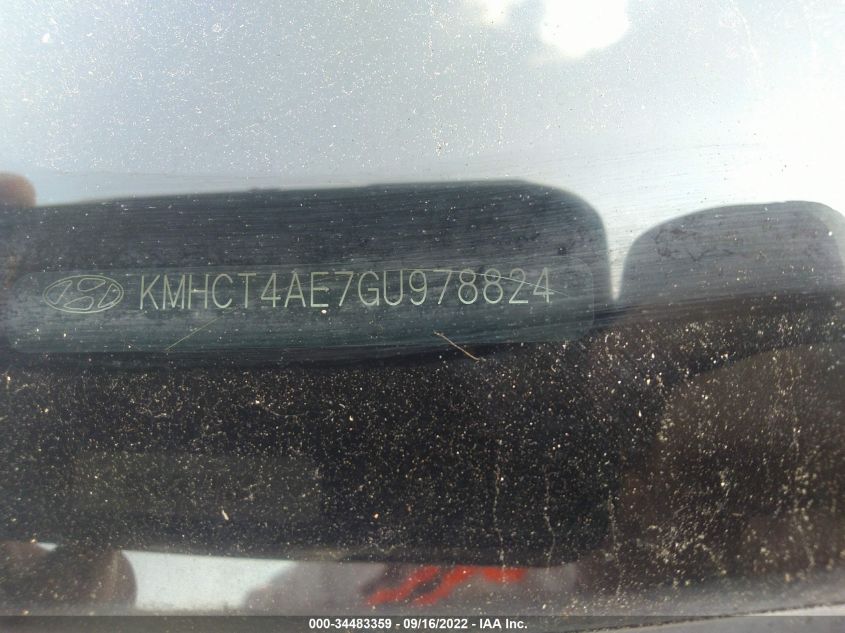 KMHCT4AE7GU978824
000-34483359 - 09/16/2022 - IAA Inc.